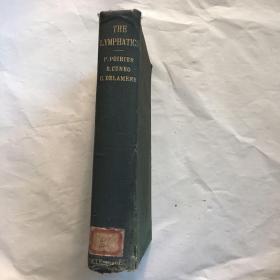 THE
LYMPHATICS
P. POIRIER
B. CUNEO
G. DELAMERE